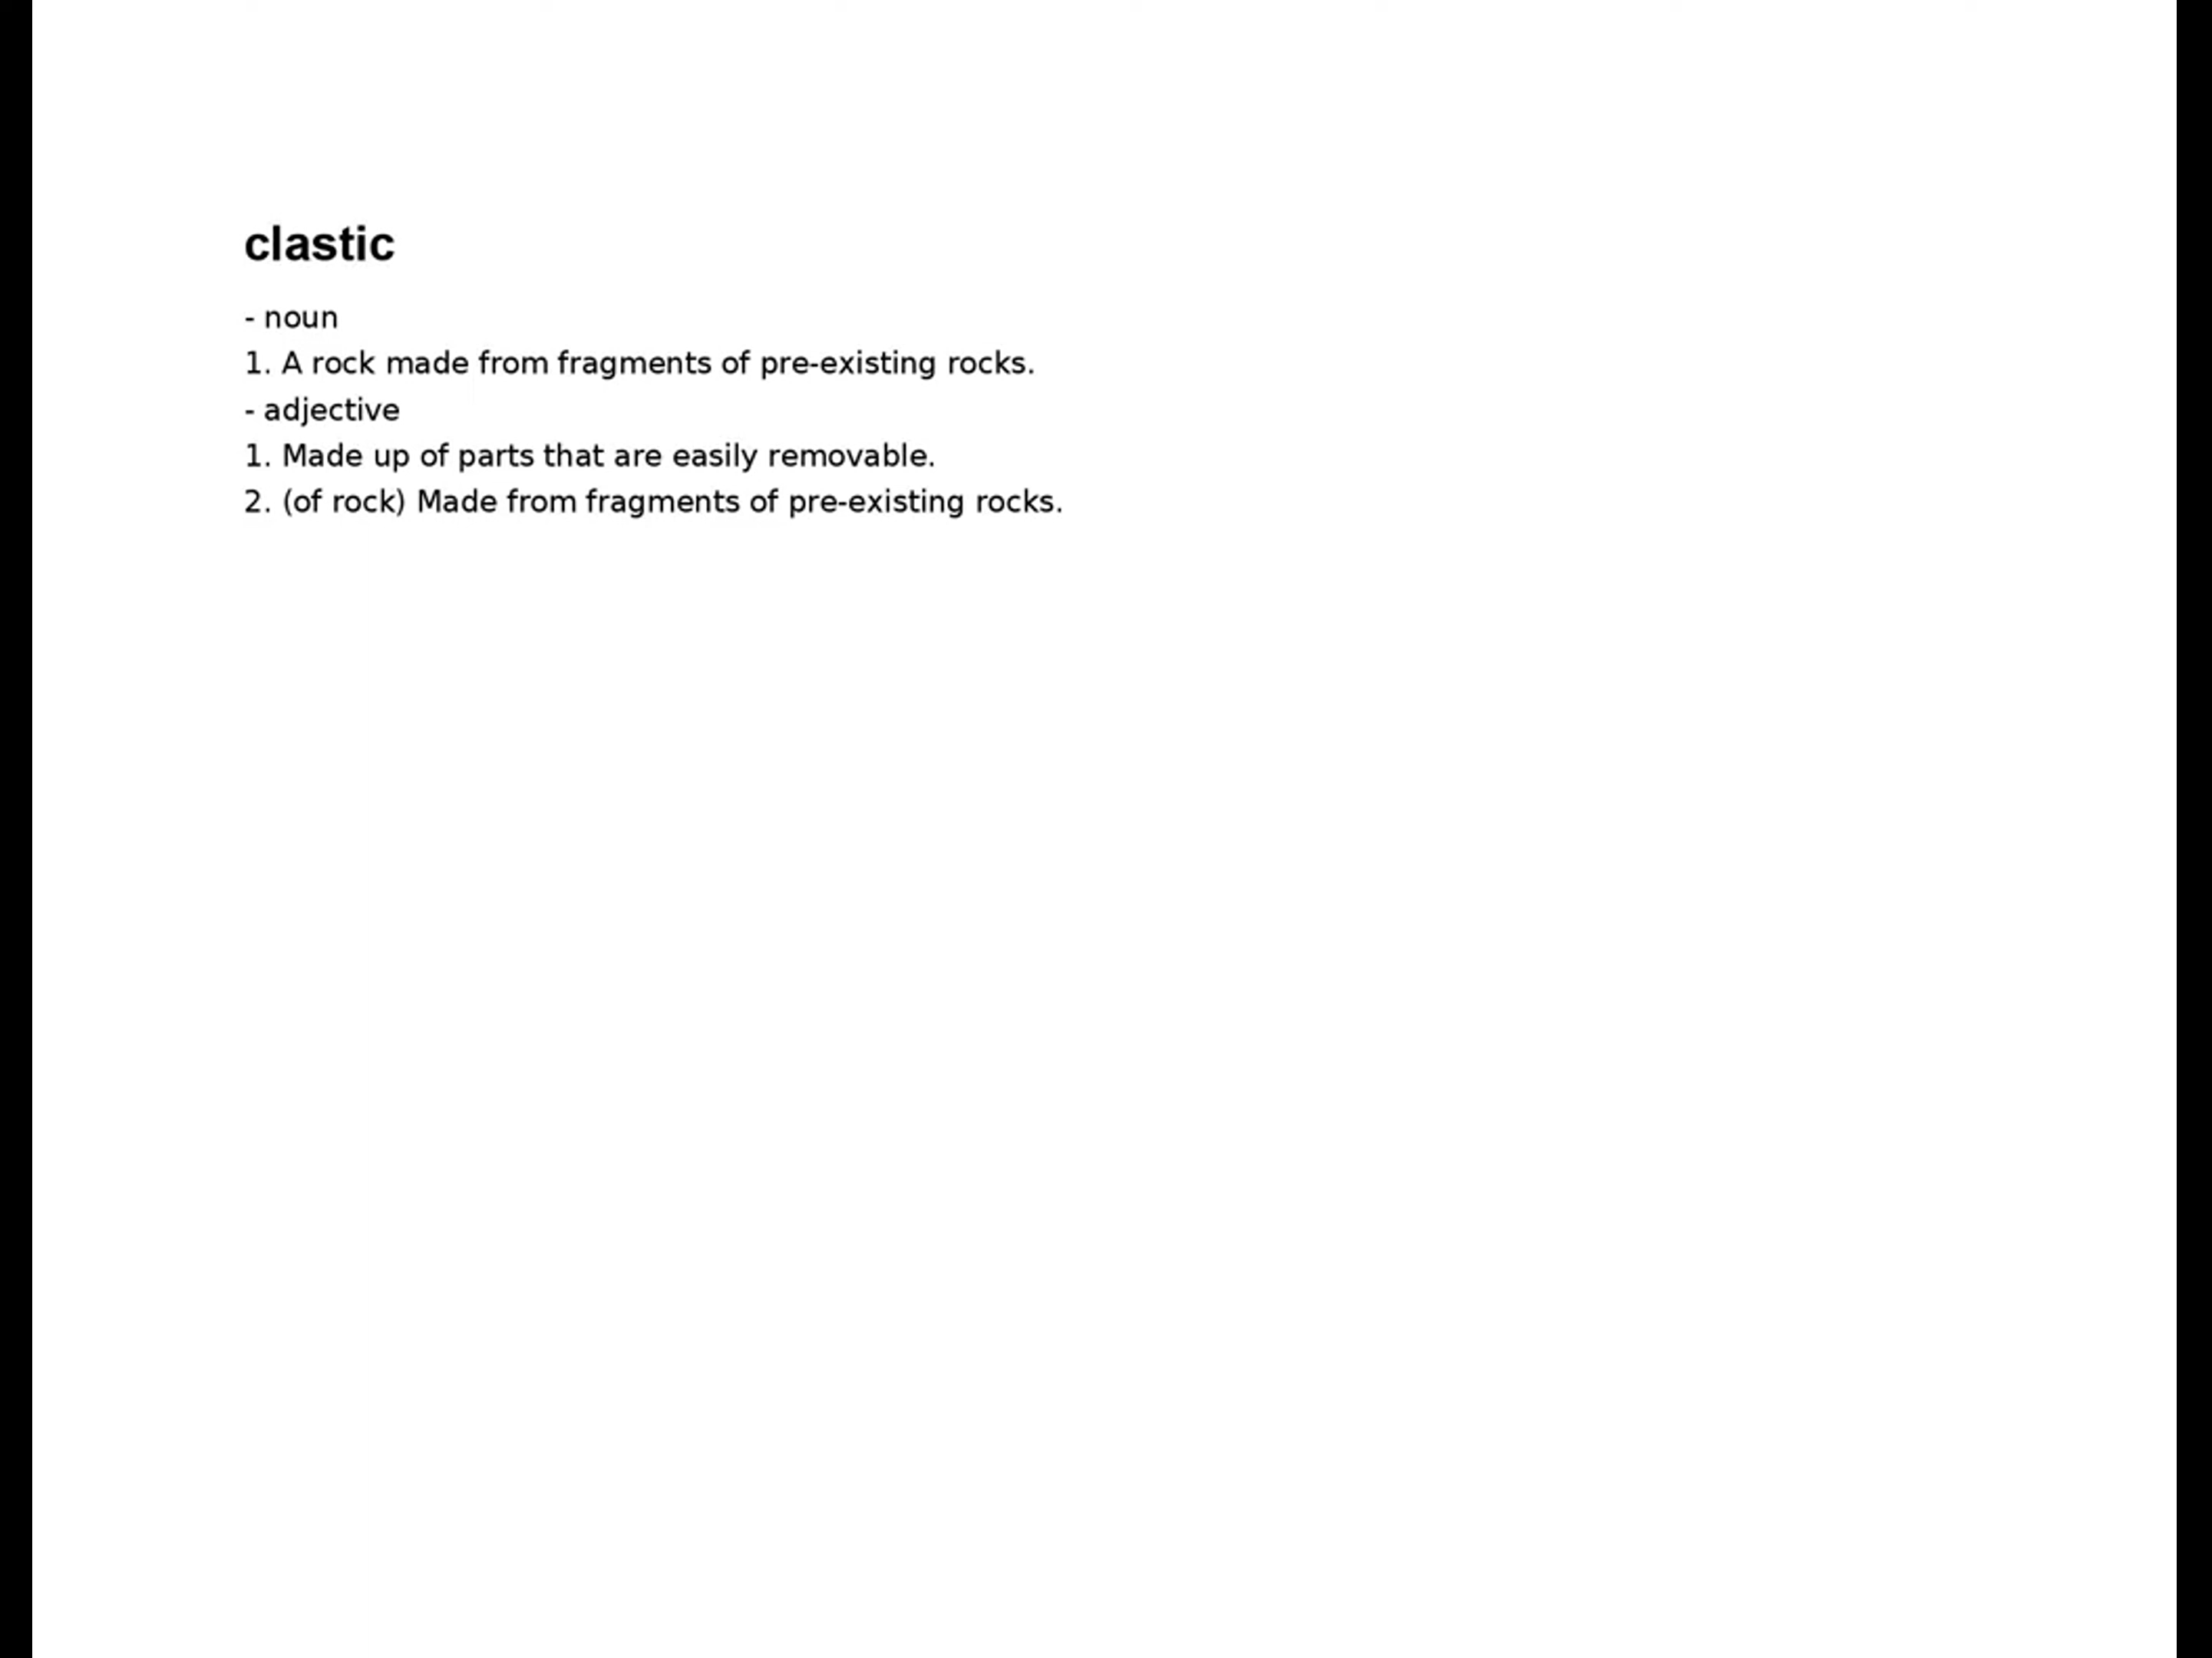 clastic
- noun
1. A rock made from fragments of pre-existing rocks.
- adjective
1. Made up of parts that are easily removable.
2. (of rock) Made from fragments of pre-existing rocks.